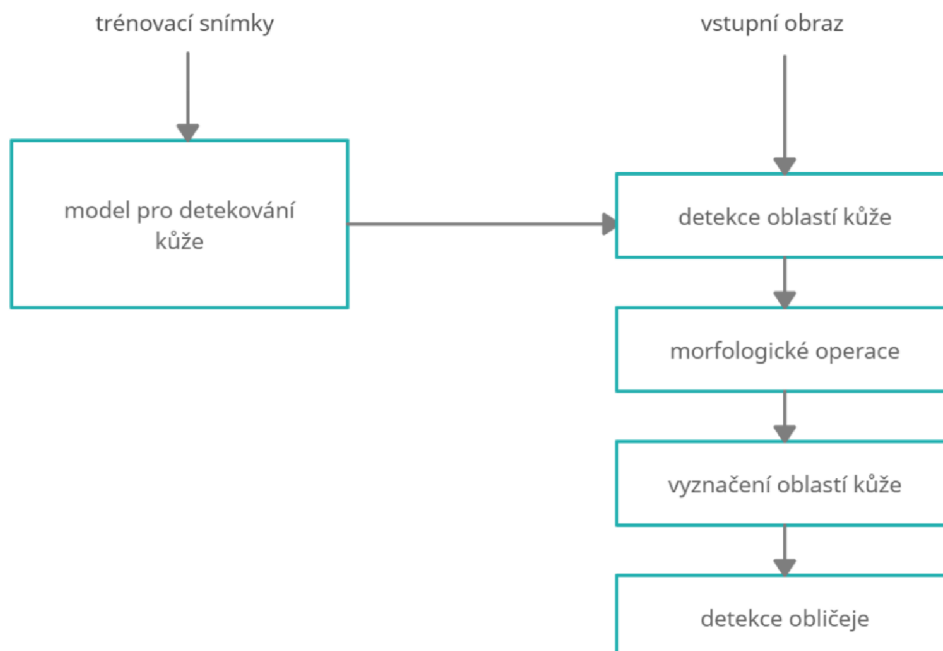 trénovací snímky
vstupní obraz
model pro detekování
kůže
detekce oblastí kůže
morfologické operace
vyznačení oblastí kůže
detekce obličeje